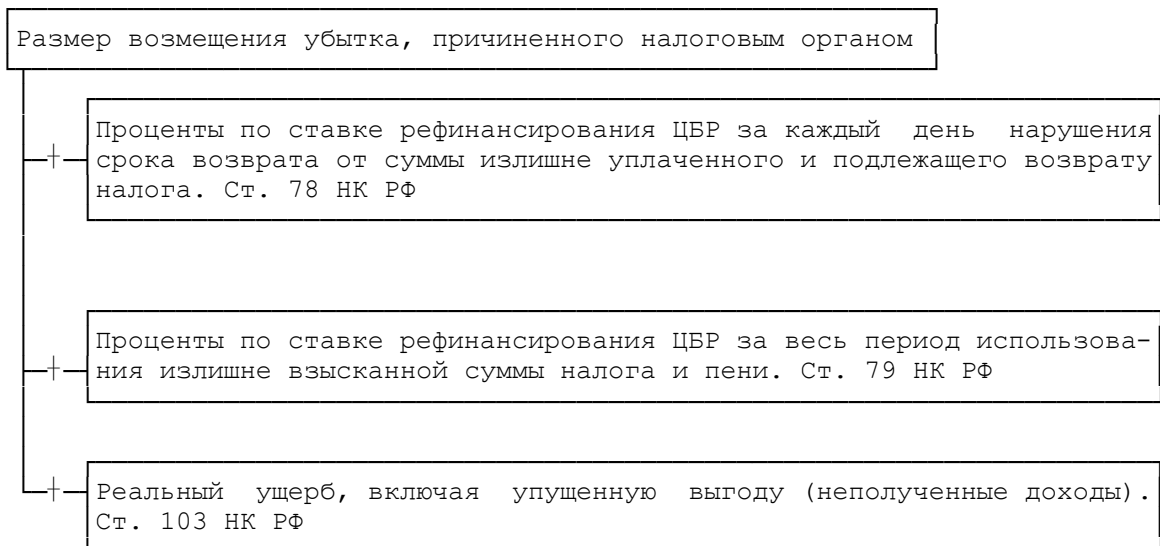 Размер возмещения убытка, причиненного налоговым органом
Проценты по ставке рефинансирования ЦБР за каждый день нарушения
срока возврата от суммы излишне уплаченного и подлежащего возврату
налога. Ст. 78 НК РФ
Проценты по ставке рефинансирования ЦБР за весь период использова-
ния излишне взысканной суммы налога и пени. Ст. 79 НК РФ
Реальный ущерб, включая упущенную выгоду (неполученные доходы).
Ст. 103 НК РФ